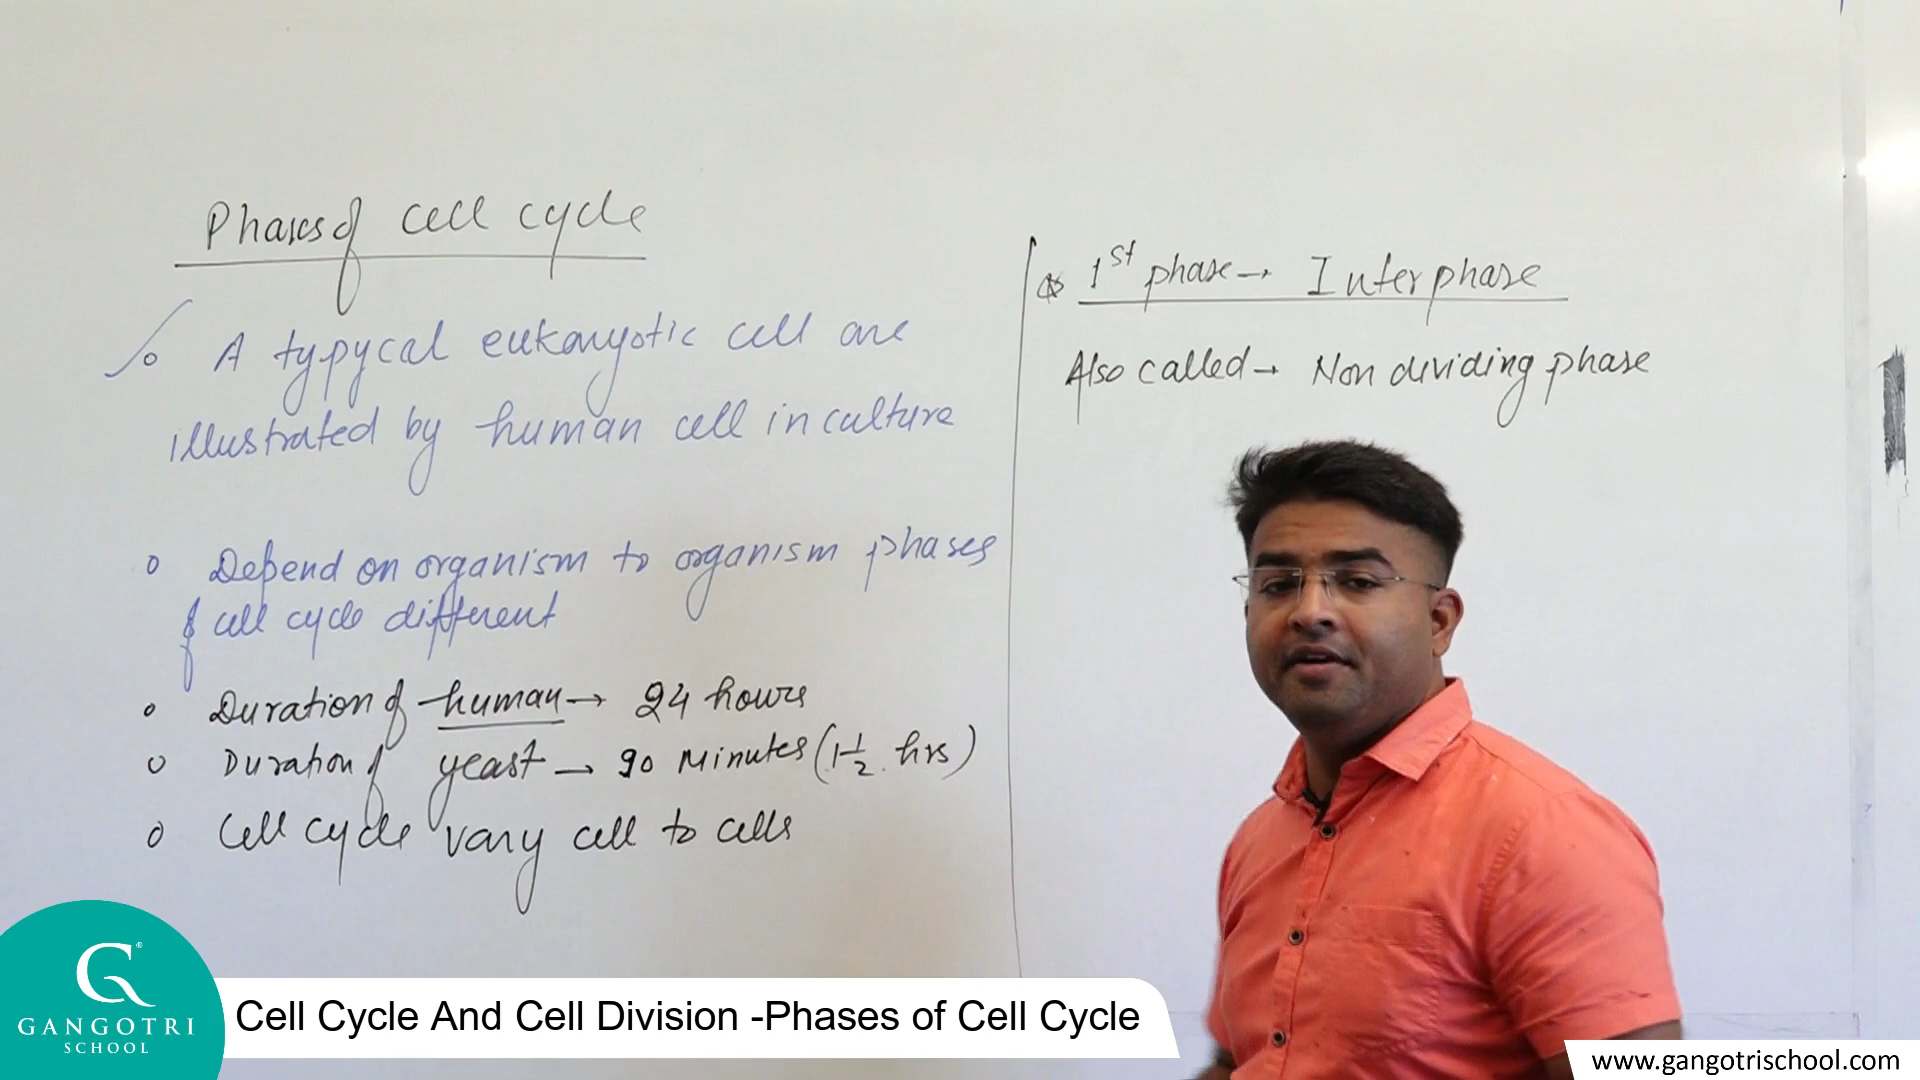 Phases of cell cycle
A typycal eukaryotic cell are
illustrated by human cell in culture
Depend on organism to organism phases
of cell cycle different
Duration of human → 24 hours
Duration of yeast → 90 Minutes (1 1/2 hrs)
Cell cycle vary cell to cells
1st phase → Interphase
Also called → Non dividing phase
G®
GANGOTRI
SCHOOL
Cell Cycle And Cell Division -Phases of Cell Cycle
www.gangotrischool.com